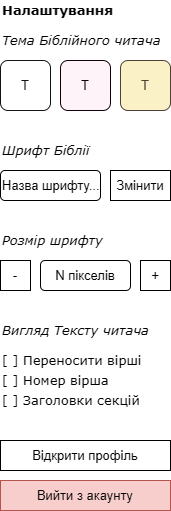 Налаштування
Тема Біблійного читача
T T T
Шрифт Біблії
Назва шрифту... Змінити
Розмір шрифту
- N пікселів +
Вигляд Тексту читача
[ ] Переносити вірші
[ ] Номер вірша
[ ] Заголовки секцій
Відкрити профіль
Вийти з акаунту